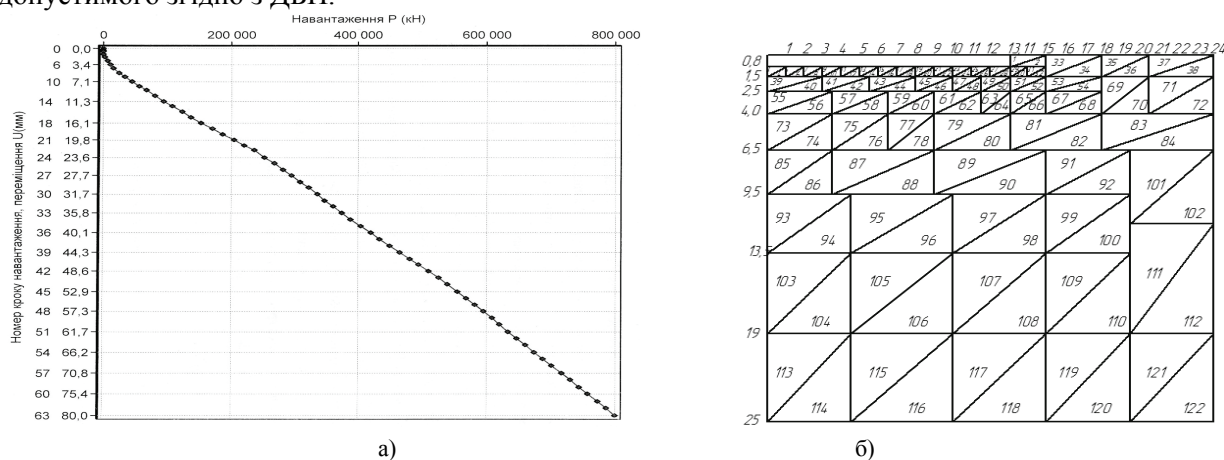 допустимого згідно з ДБН.
Навантаження P (кН)
0 200 000 400 000 600 000 800 000
Номер кроку навантаження, переміщення U(мм)
0 0,0
6 3,4
10 7,1
14 11,3
18 16,1
21 19,8
24 23,6
27 27,7
30 31,7
33 35,8
36 40,1
39 44,3
42 48,6
45 52,9
48 57,3
51 61,7
54 66,2
57 70,8
60 75,4
63 80,0
а)
1 2 3 4 5 6 7 8 9 10 11 12 13 11 15 16 17 18 19 20 21 22 23 24
0,8
33 34 35 36 37 38
1,5
39 40 41 42 43 44 45 46 47 48 49 50 51 52 53 54
2,5
55 56 57 58 59 60 61 62 63 64 65 66 67 68 69 70 71 72
4,0
73 74 75 76 77 78 79 80 81 82 83 84
6,5
85 86 87 88 89 90 91 92 101 102
9,5
93 94 95 96 97 98 99 100
13,
103 104 105 106 107 108 109 110 111 112
19
113 114 115 116 117 118 119 120 121 122
25
б)